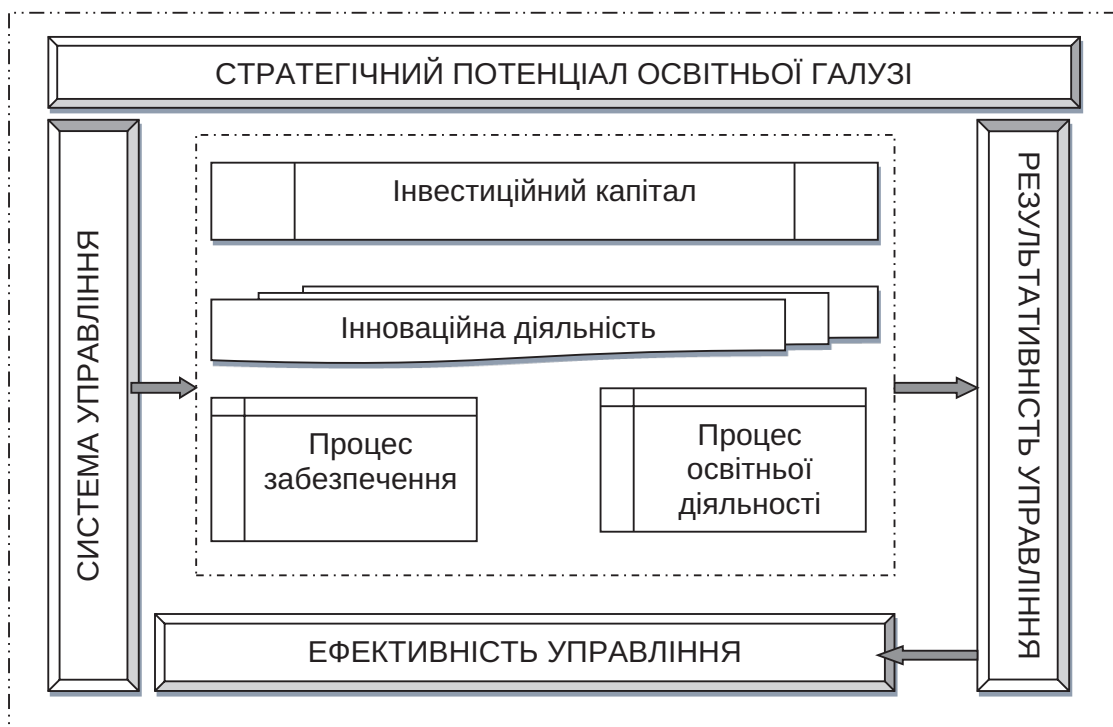 СТРАТЕГІЧНИЙ ПОТЕНЦІАЛ ОСВІТНЬОЇ ГАЛУЗІ
СИСТЕМА УПРАВЛІННЯ
Інвестиційний капітал
Інноваційна діяльність
Процес
забезпечення
Процес
освітньої
діяльності
РЕЗУЛЬТАТИВНІСТЬ УПРАВЛІННЯ
ЕФЕКТИВНІСТЬ УПРАВЛІННЯ